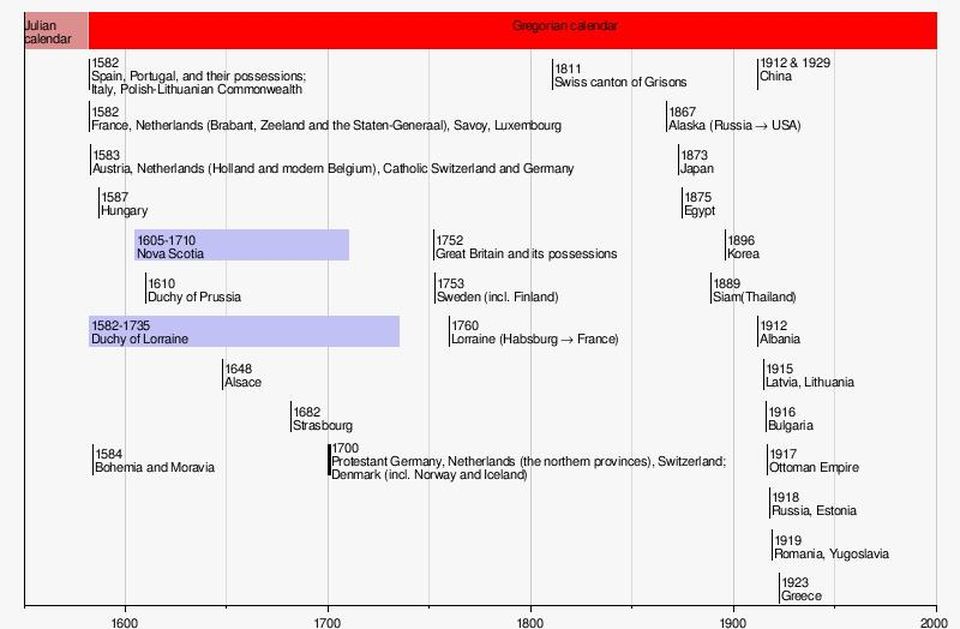 Julian
calendar
Gregorian calendar
1582
Spain, Portugal, and their possessions;
Italy, Polish-Lithuanian Commonwealth
1811
Swiss canton of Grisons
1912 & 1929
China
1582
France, Netherlands (Brabant, Zeeland and the Staten-Generaal), Savoy, Luxembourg
1867
Alaska (Russia → USA)
1583
Austria, Netherlands (Holland and modern Belgium), Catholic Switzerland and Germany
1873
Japan
1587
Hungary
1875
Egypt
1605-1710
Nova Scotia
1752
Great Britain and its possessions
1896
Korea
1610
Duchy of Prussia
1753
Sweden (incl. Finland)
1889
Siam(Thailand)
1582-1735
Duchy of Lorraine
1760
Lorraine (Habsburg → France)
1912
Albania
1648
Alsace
1915
Latvia, Lithuania
1682
Strasbourg
1916
Bulgaria
1584
Bohemia and Moravia
1700
Protestant Germany, Netherlands (the northern provinces), Switzerland;
Denmark (incl. Norway and Iceland)
1917
Ottoman Empire
1918
Russia, Estonia
1919
Romania, Yugoslavia
1923
Greece
1600 1700 1800 1900 2000